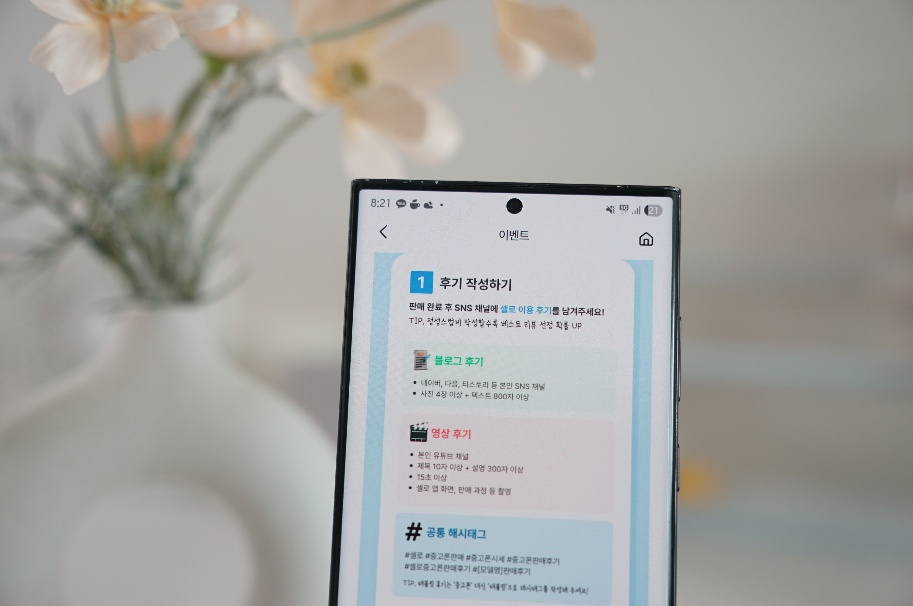 8:21
21
이벤트
1 후기 작성하기
판매 완료 후 SNS 채널에 셀로 이용 후기를 남겨주세요!
TIP. 정성스럽게 작성할수록 베스트 리뷰 선정 확률 UP
블로그 후기
• 네이버, 다음, 티스토리 등 본인 SNS 채널
• 사진 4장 이상 + 텍스트 800자 이상
영상 후기
• 본인 유튜브 채널
• 제목 10자 이상 + 설명 300자 이상
• 15초 이상
• 셀로 앱 화면, 판매 과정 등 촬영
# 공통 해시태그
#셀로 #중고폰판매 #중고폰시세 #중고폰판매후기
#셀로중고폰판매후기 #[모델명]판매후기
TIP. 태블릿 후기는 '중고폰' 대신 '태블릿'으로 해시태그를 작성해 주세요!